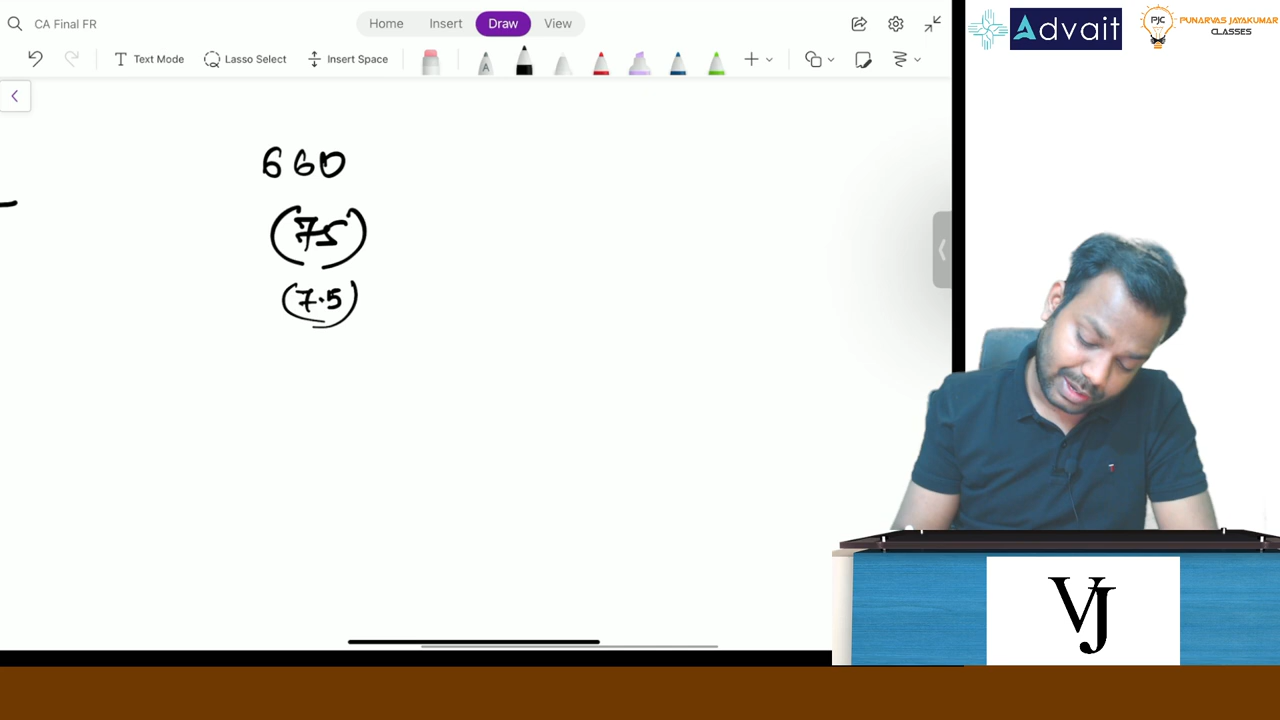 CA Final FR
Home Insert Draw View
Text Mode Lasso Select Insert Space
A
660
(75)
(7.5)
Advait
PJC
PUNARVAS JAYAKUMAR
CLASSES
VJ